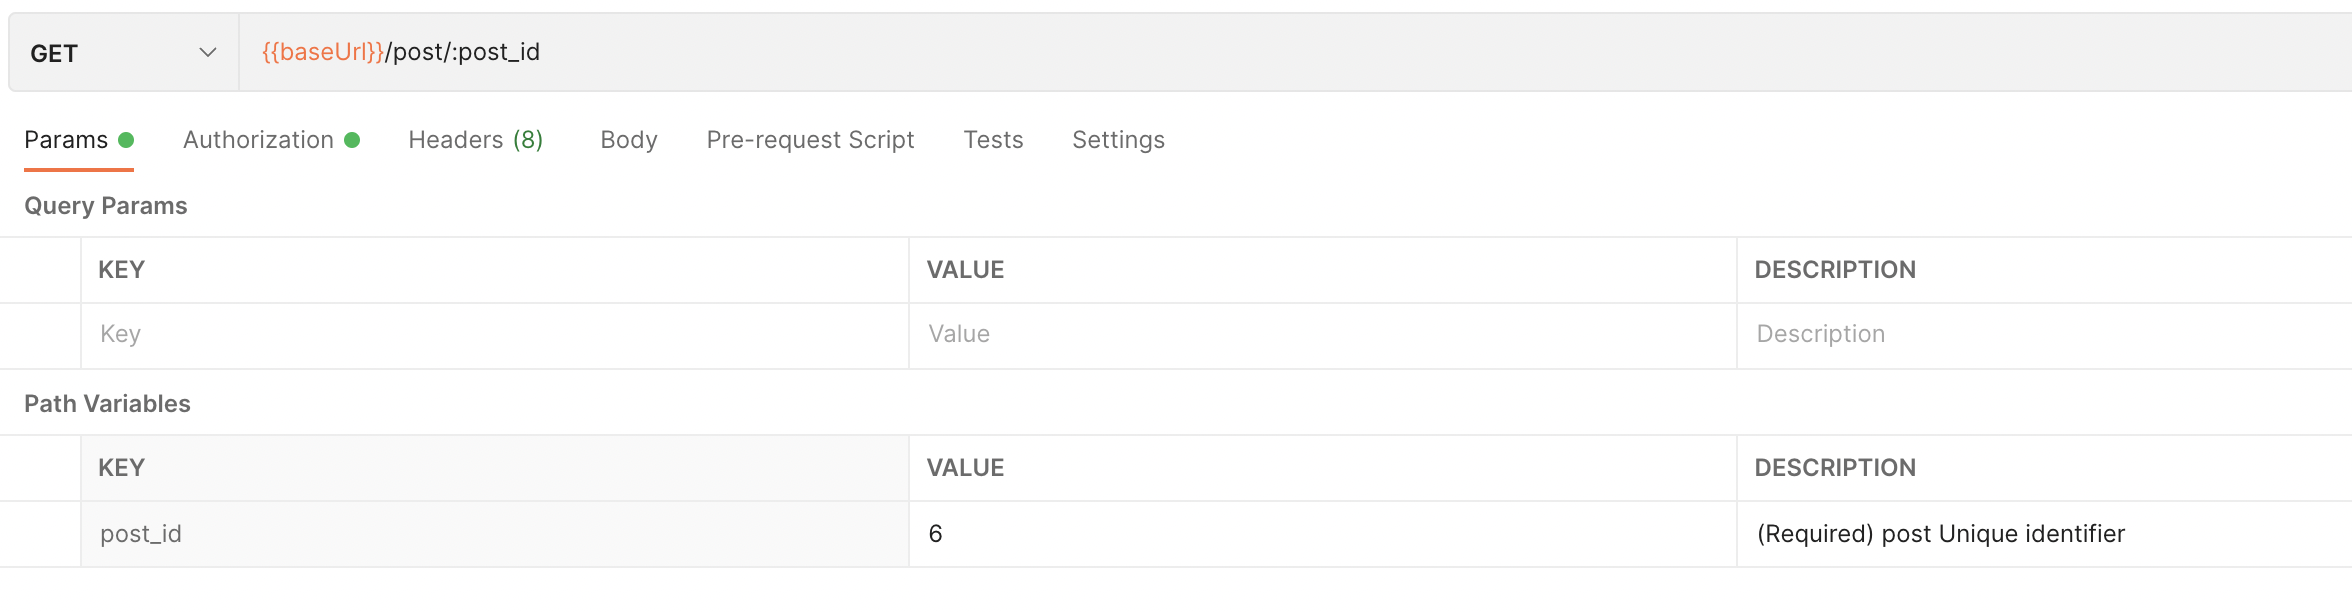 GET {{baseUrl}}/post/:post_id
Params Authorization Headers (8) Body Pre-request Script Tests Settings
Query Params
KEY VALUE DESCRIPTION
Key Value Description
Path Variables
KEY VALUE DESCRIPTION
post_id 6 (Required) post Unique identifier